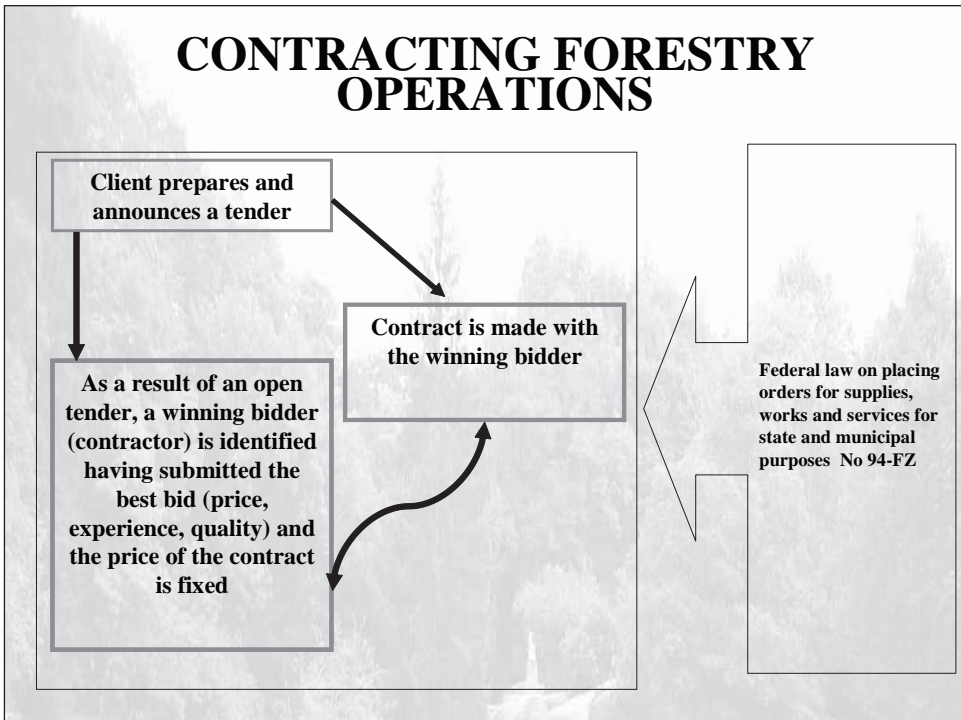 CONTRACTING FORESTRY
OPERATIONS
Client prepares and
announces a tender
Contract is made with
the winning bidder
As a result of an open
tender, a winning bidder
(contractor) is identified
having submitted the
best bid (price,
experience, quality) and
the price of the contract
is fixed
Federal law on placing
orders for supplies,
works and services for
state and municipal
purposes No 94-FZ